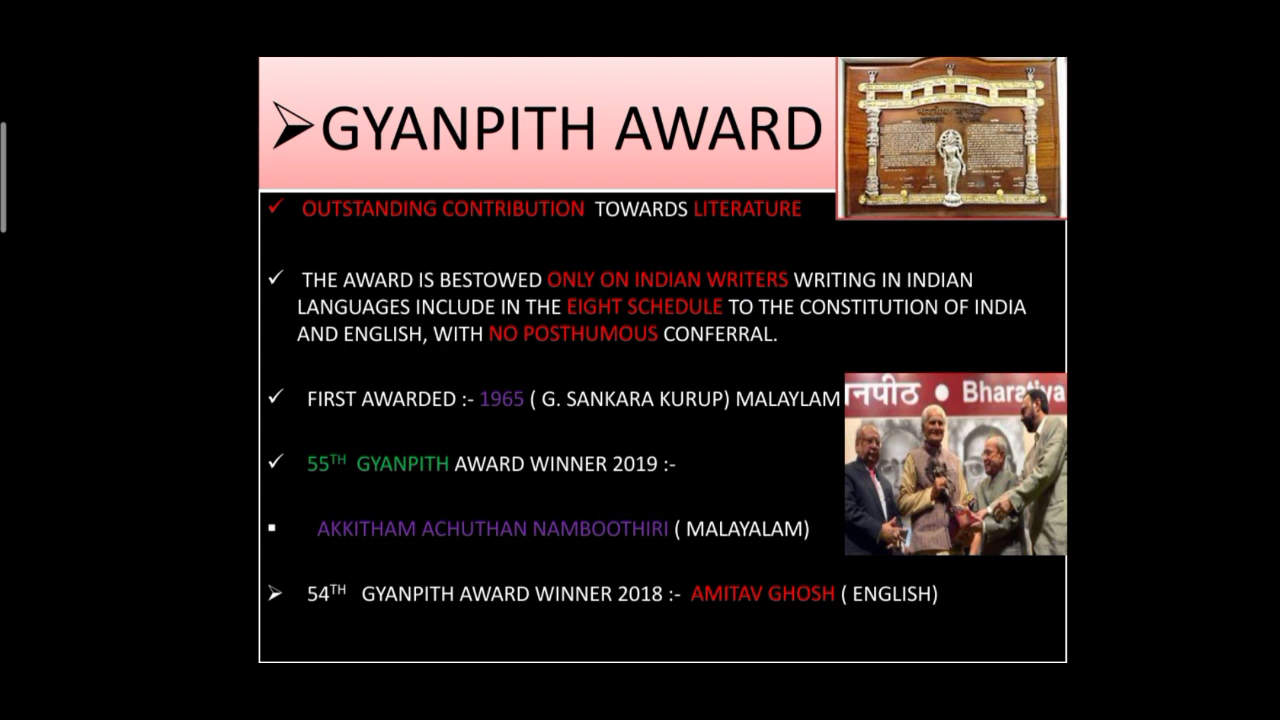 GYANPITH AWARD
OUTSTANDING CONTRIBUTION TOWARDS LITERATURE
THE AWARD IS BESTOWED ONLY ON INDIAN WRITERS WRITING IN INDIAN
LANGUAGES INCLUDE IN THE EIGHT SCHEDULE TO THE CONSTITUTION OF INDIA
AND ENGLISH, WITH NO POSTHUMOUS CONFERRAL.
FIRST AWARDED :- 1965 ( G. SANKARA KURUP) MALAYLAM
नपीठ • Bharatiya
55TH GYANPITH AWARD WINNER 2019 :-
AKKITHAM ACHUTHAN NAMBOOTHIRI ( MALAYALAM)
54TH GYANPITH AWARD WINNER 2018 :- AMITAV GHOSH ( ENGLISH)